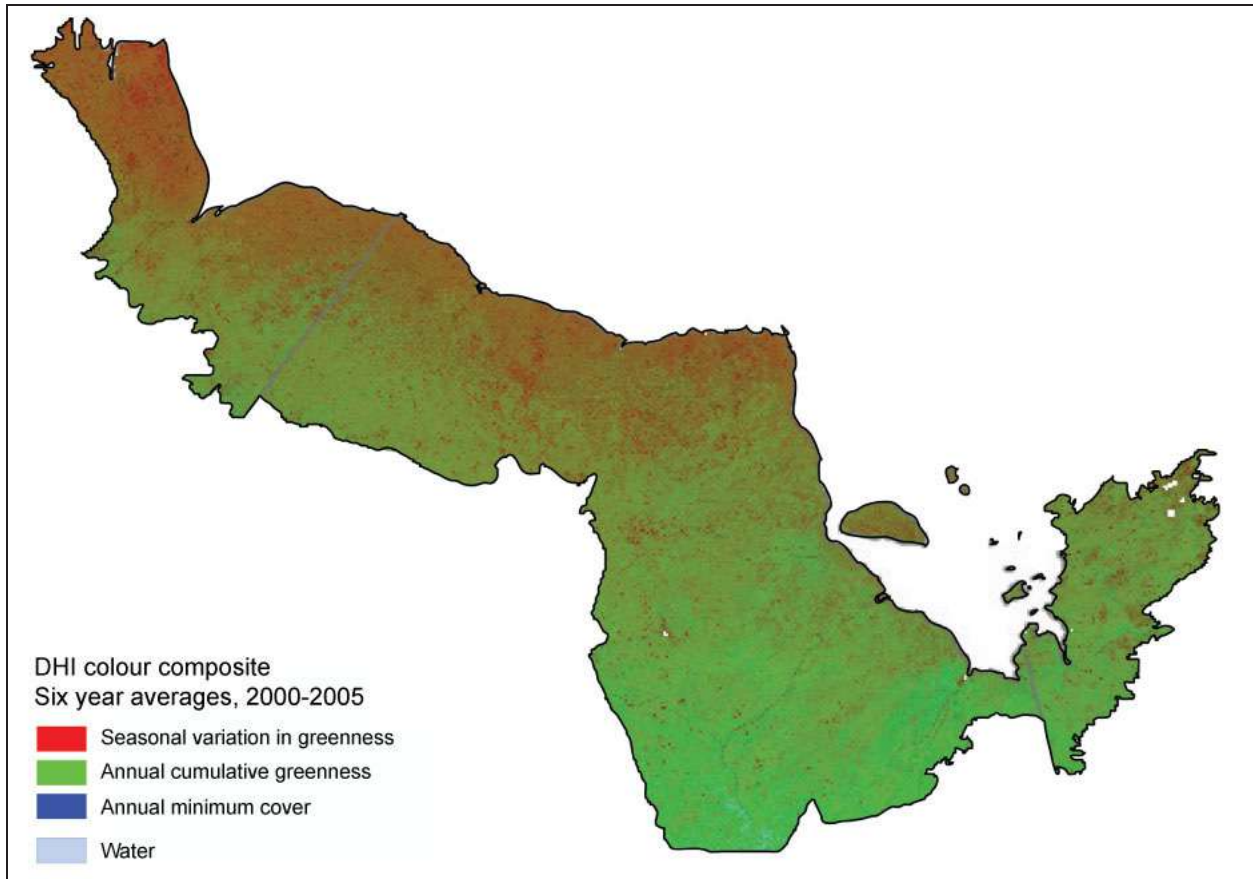 DHI colour composite
Six year averages, 2000-2005
Seasonal variation in greenness
Annual cumulative greenness
Annual minimum cover
Water